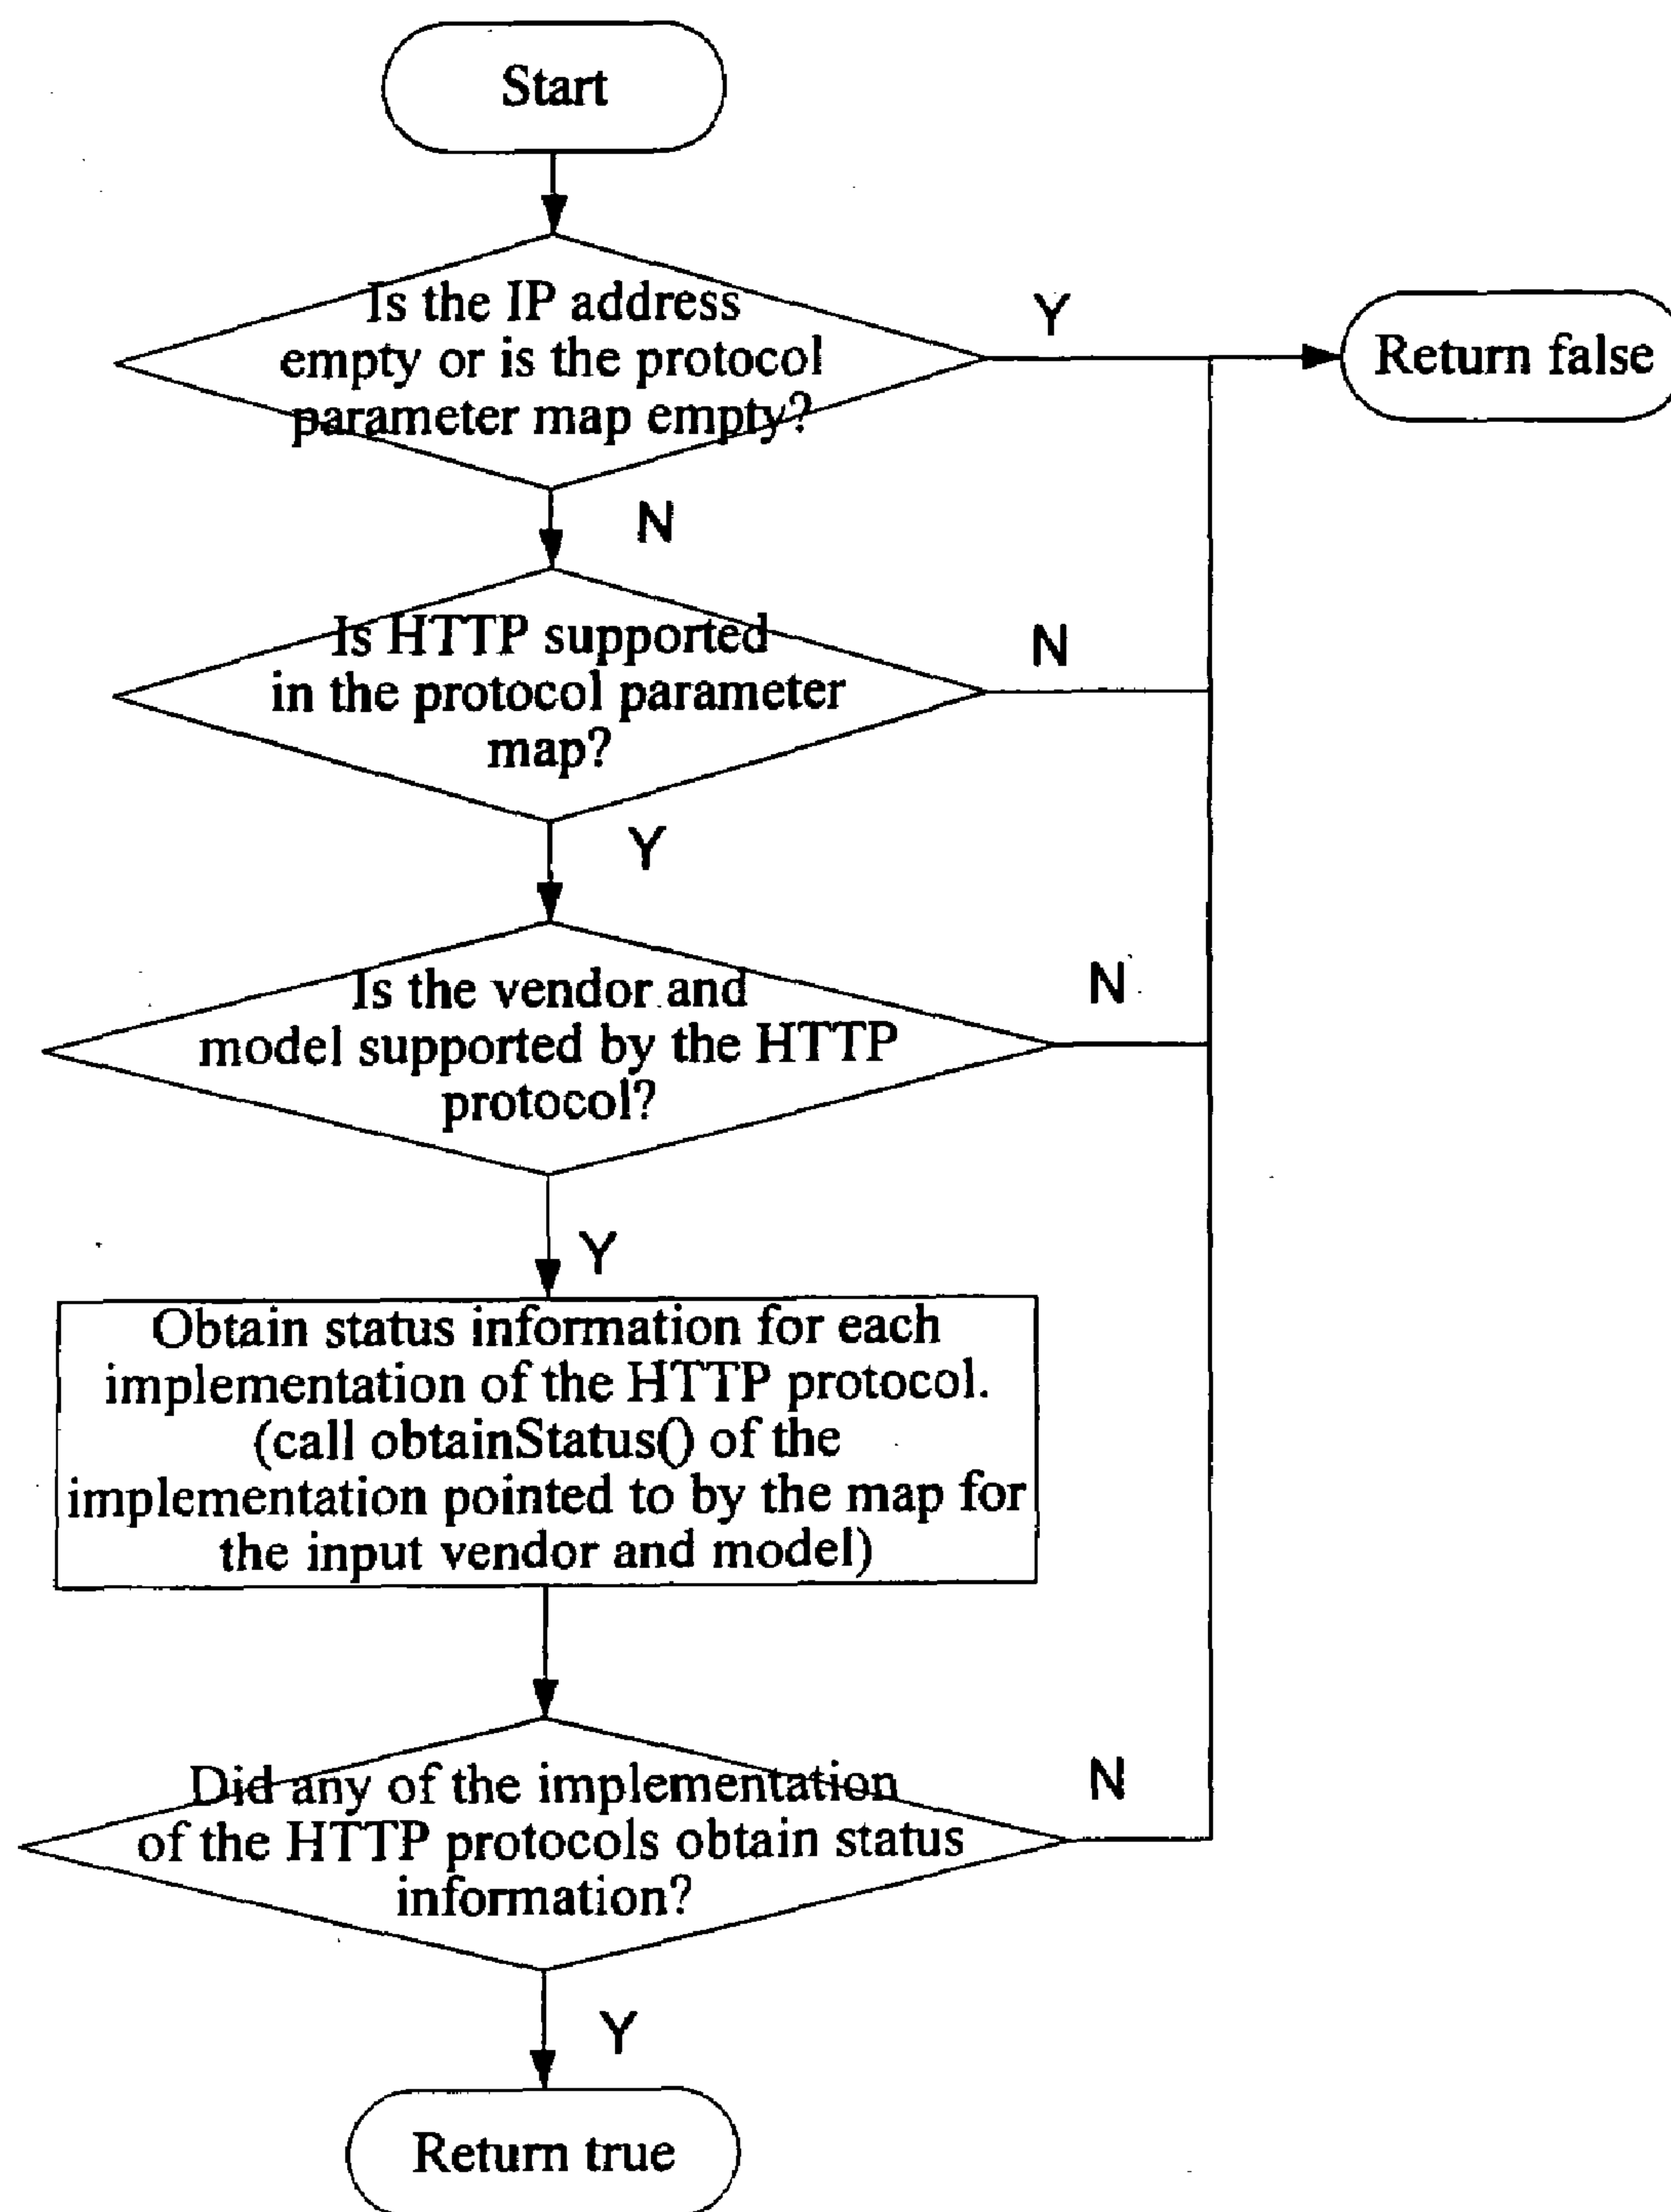 Start
Is the IP address
empty or is the protocol
parameter map empty?
Y
Return false
N
Is HTTP supported
in the protocol parameter
map?
N
Y
Is the vendor and
model supported by the HTTP
protocol?
N
Y
Obtain status information for each
implementation of the HTTP protocol.
(call obtainStatus() of the
implementation pointed to by the map for
the input vendor and model)
Did any of the implementation
of the HTTP protocols obtain status
information?
N
Y
Return true